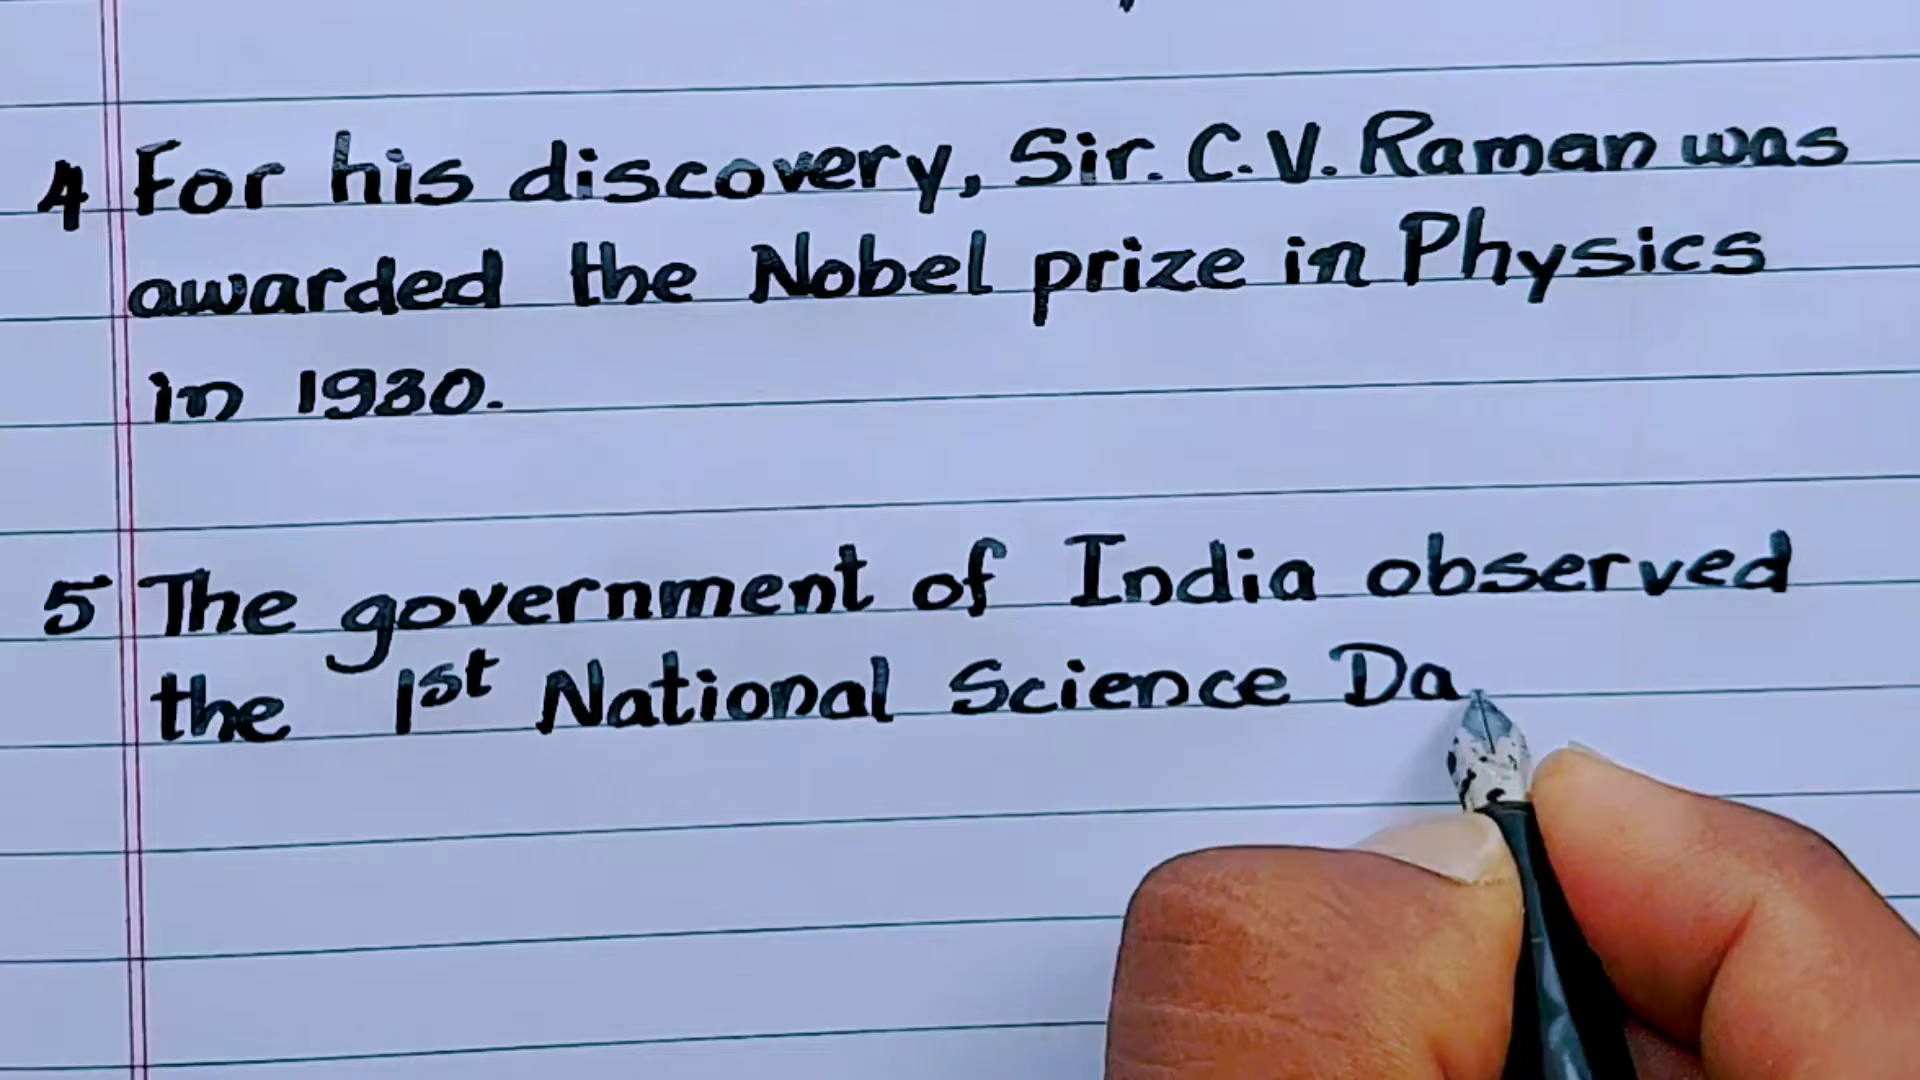 4 For his discovery, Sir. C.V. Raman was
awarded the Nobel prize in Physics
in 1930.
5 The government of India observed
the 1st National Science Da